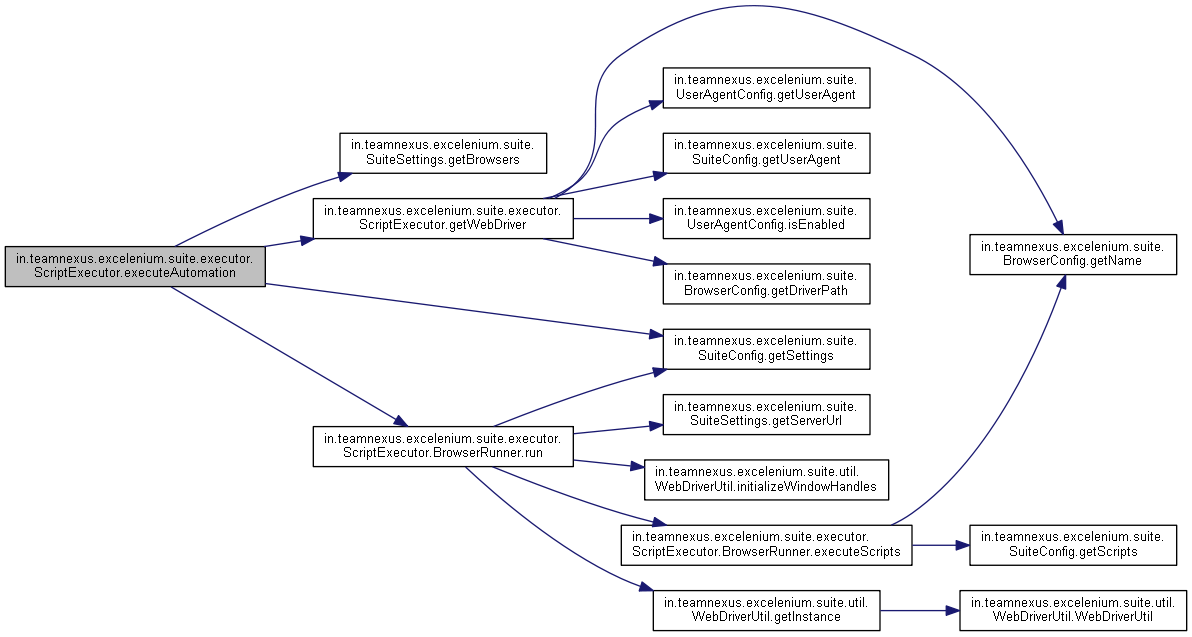 in.teamnexus.excelenium.suite.executor.
ScriptExecutor.executeAutomation
in.teamnexus.excelenium.suite.
SuiteSettings.getBrowsers
in.teamnexus.excelenium.suite.executor.
ScriptExecutor.getWebDriver
in.teamnexus.excelenium.suite.
UserAgentConfig.getUserAgent
in.teamnexus.excelenium.suite.
SuiteConfig.getUserAgent
in.teamnexus.excelenium.suite.
UserAgentConfig.isEnabled
in.teamnexus.excelenium.suite.
BrowserConfig.getDriverPath
in.teamnexus.excelenium.suite.
BrowserConfig.getName
in.teamnexus.excelenium.suite.
SuiteConfig.getSettings
in.teamnexus.excelenium.suite.executor.
ScriptExecutor.BrowserRunner.run
in.teamnexus.excelenium.suite.
SuiteSettings.getServerUrl
in.teamnexus.excelenium.suite.util.
WebDriverUtil.initializeWindowHandles
in.teamnexus.excelenium.suite.executor.
ScriptExecutor.BrowserRunner.executeScripts
in.teamnexus.excelenium.suite.
SuiteConfig.getScripts
in.teamnexus.excelenium.suite.util.
WebDriverUtil.getInstance
in.teamnexus.excelenium.suite.util.
WebDriverUtil.WebDriverUtil